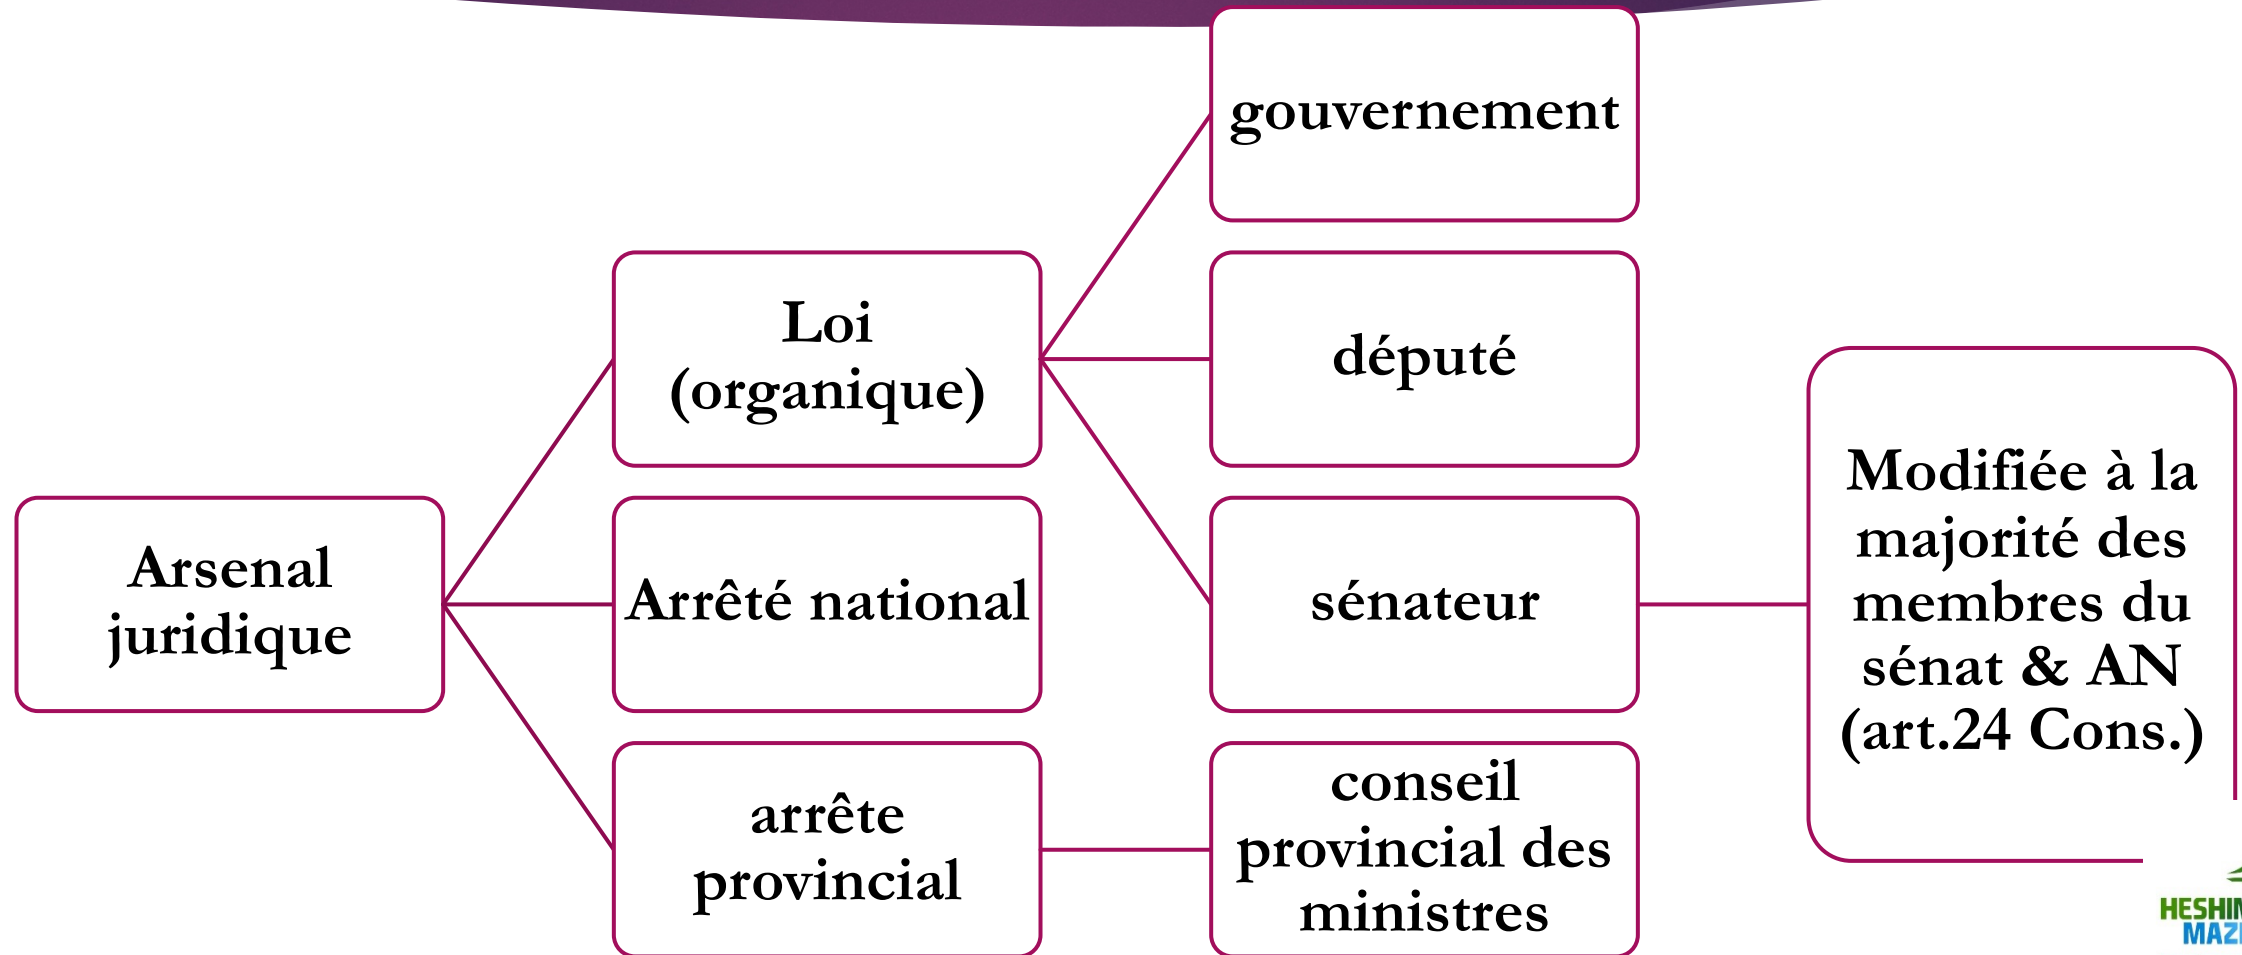 gouvernement
Loi
(organique)
député
Arsenal
juridique
Arrêté national
sénateur
Modifiée à la
majorité des
membres du
sénat & AN
(art.24 Cons.)
arrête
provincial
conseil
provincial des
ministres